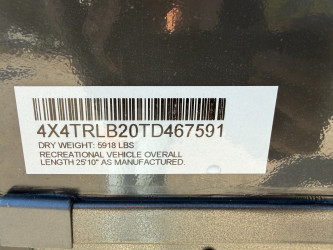 4X4TRLB20TD467591
DRY WEIGHT: 5918 LBS
RECREATIONAL VEHICLE OVERALL
LENGTH 25'10" AS MANUFACTURED.